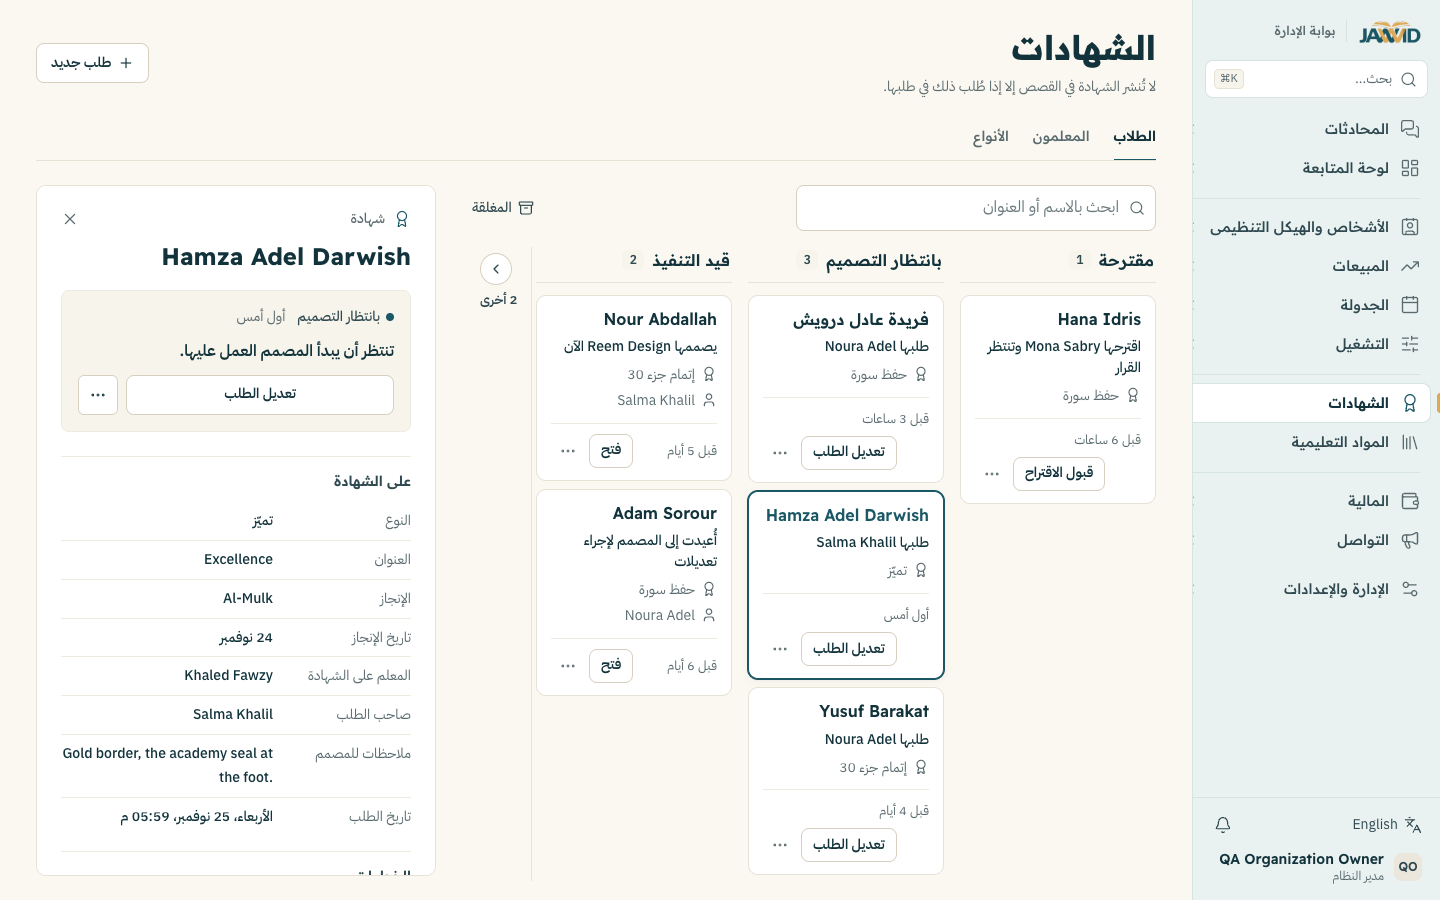 JAWID
بوابة الإدارة
بحث...
⌘K
المحادثات
لوحة المتابعة
الأشخاص والهيكل التنظيمي
المبيعات
الجدولة
التشغيل
الشهادات
المواد التعليمية
المالية
التواصل
الإدارة والإعدادات
English
QA Organization Owner
مدير النظام
QO
الشهادات
لا تُنشر الشهادة في القصص إلا إذا طُلب ذلك في طلبها.
طلب جديد
الطلاب
المعلمون
الأنواع
ابحث بالاسم أو العنوان
المغلقة
مقترحة 1
Hana Idris
اقترحها Mona Sabry وتنتظر
القرار
حفظ سورة
قبل 6 ساعات
قبول الاقتراح
بانتظار التصميم 3
فريدة عادل درويش
طلبها Noura Adel
حفظ سورة
قبل 3 ساعات
تعديل الطلب
Hamza Adel Darwish
طلبها Salma Khalil
تميّز
أول أمس
تعديل الطلب
Yusuf Barakat
طلبها Noura Adel
إتمام جزء 30
قبل 4 أيام
تعديل الطلب
قيد التنفيذ 2
Nour Abdallah
يصممها Reem Design الآن
إتمام جزء 30
Salma Khalil
قبل 5 أيام
فتح
Adam Sorour
أُعيدت إلى المصمم لإجراء
تعديلات
حفظ سورة
Noura Adel
قبل 6 أيام
فتح
2 أخرى
شهادة
Hamza Adel Darwish
بانتظار التصميم أول أمس
تنتظر أن يبدأ المصمم العمل عليها.
تعديل الطلب
على الشهادة
النوع تميّز
العنوان Excellence
الإنجاز Al-Mulk
تاريخ الإنجاز 24 نوفمبر
المعلم على الشهادة Khaled Fawzy
صاحب الطلب Salma Khalil
ملاحظات للمصمم Gold border, the academy seal at
the foot.
تاريخ الطلب الأربعاء، 25 نوفمبر، 05:59 م